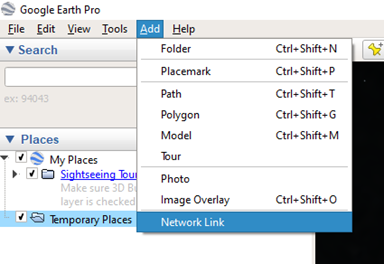 Google Earth Pro
File Edit View Tools Add Help
Search
ex: 94043
Places
My Places
Sightseeing Tou
Make sure 3D B
layer is checked
Temporary Places
Folder Ctrl+Shift+N
Placemark Ctrl+Shift+P
Path Ctrl+Shift+T
Polygon Ctrl+Shift+G
Model Ctrl+Shift+M
Tour
Photo
Image Overlay Ctrl+Shift+O
Network Link